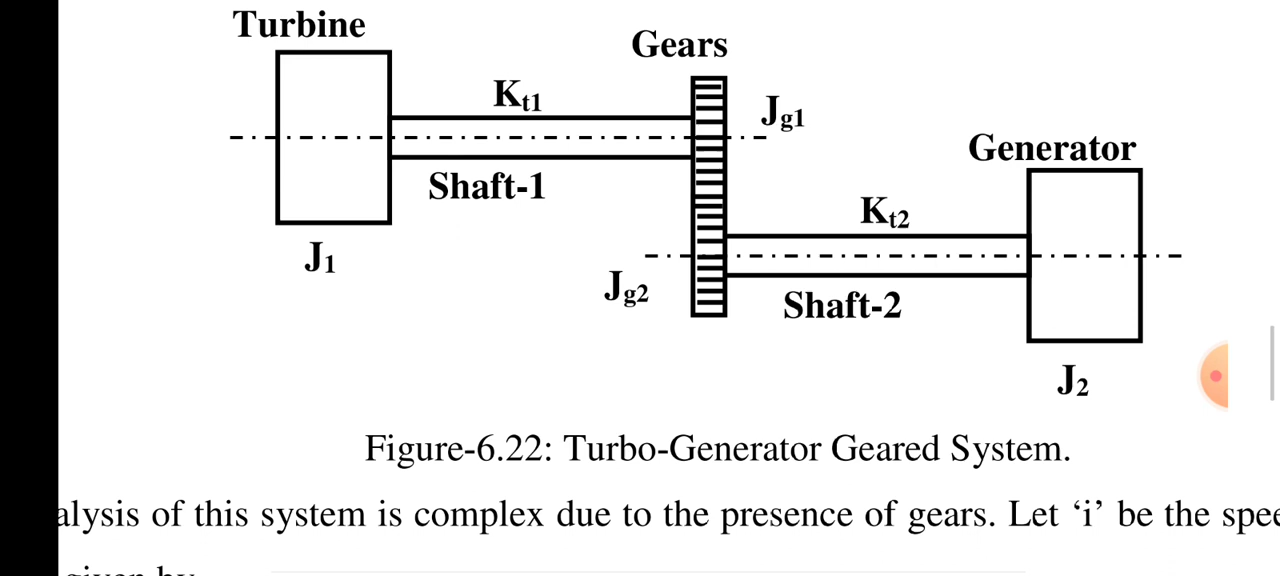 Turbine
Gears
Kt1
Jg1
Generator
Shaft-1
Kt2
J1
Jg2
Shaft-2
J2
Figure-6.22: Turbo-Generator Geared System.
alysis of this system is complex due to the presence of gears. Let ‘i’ be the spee